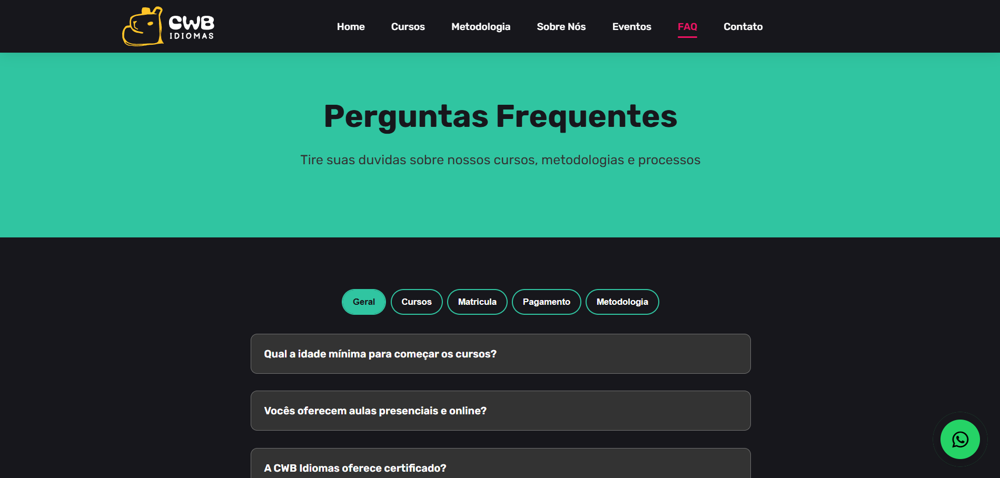 CWB
IDIOMAS
Home Cursos Metodologia Sobre Nós Eventos FAQ Contato
Perguntas Frequentes
Tire suas duvidas sobre nossos cursos, metodologias e processos
Geral Cursos Matricula Pagamento Metodologia
Qual a idade mínima para começar os cursos?
Vocês oferecem aulas presenciais e online?
A CWB Idiomas oferece certificado?